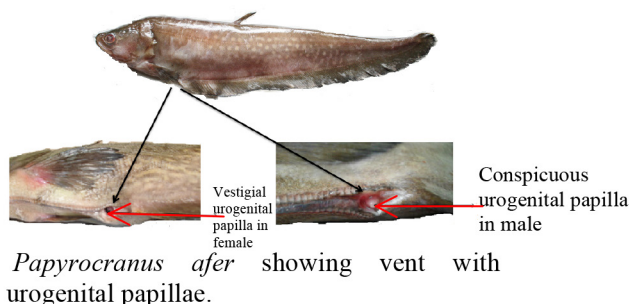 Vestigial
urogenital
papilla in
female
Conspicuous
urogenital papilla
in male
Papyrocranus afer showing vent with
urogenital papillae.